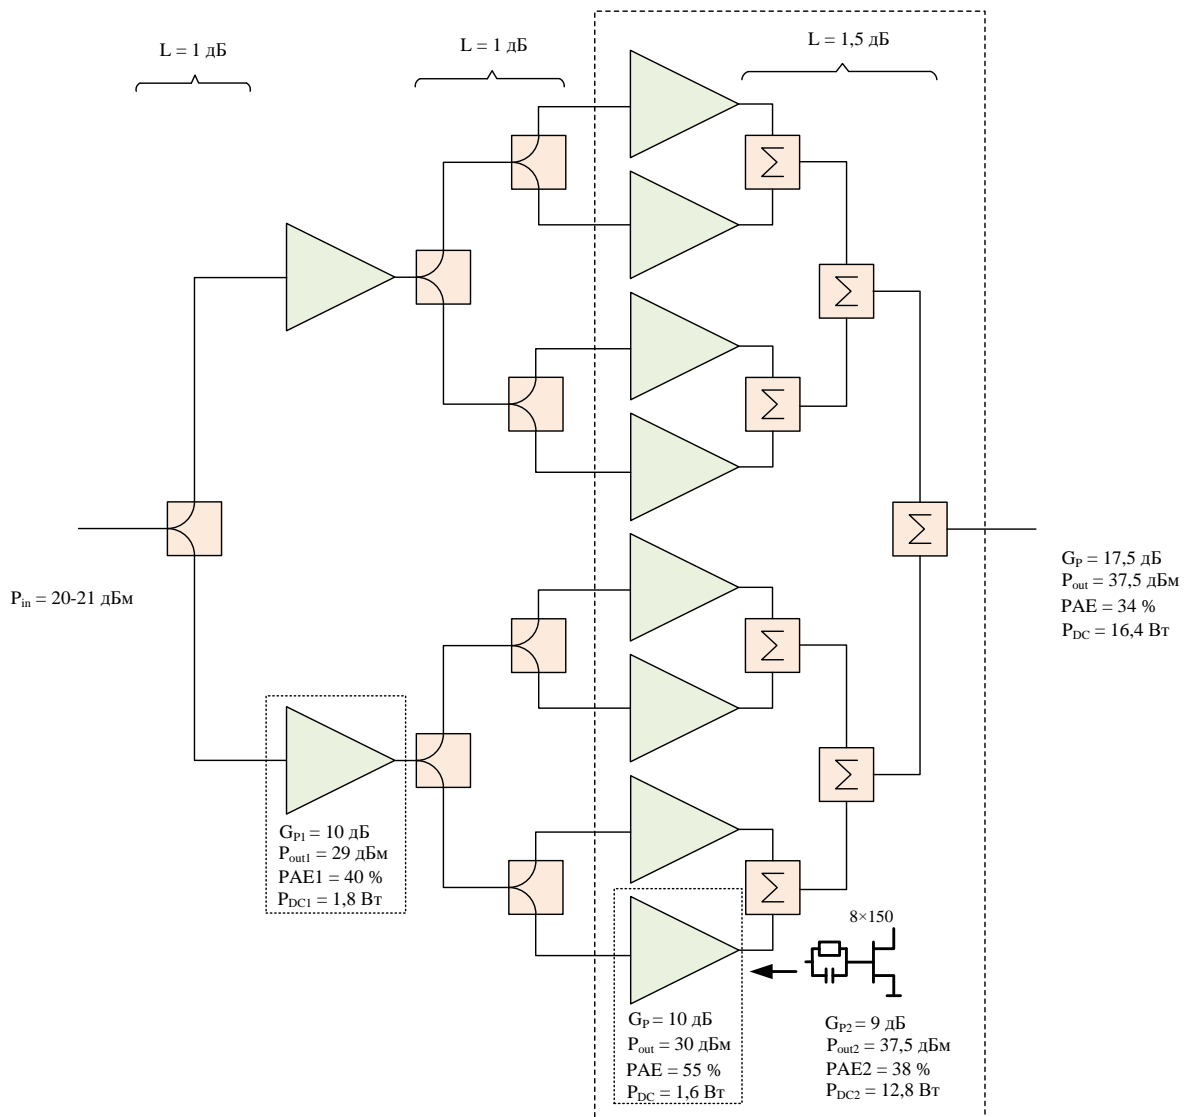 L = 1 дБ
L = 1 дБ
L = 1,5 дБ
Σ
Σ
Σ
Σ
Σ
Σ
Σ
P_in = 20-21 дБм
G_P = 17,5 дБ
P_out = 37,5 дБм
PAE = 34 %
P_DC = 16,4 Вт
G_P1 = 10 дБ
P_out1 = 29 дБм
PAE1 = 40 %
P_DC1 = 1,8 Вт
8×150
G_P = 10 дБ
P_out = 30 дБм
PAE = 55 %
P_DC = 1,6 Вт
G_P2 = 9 дБ
P_out2 = 37,5 дБм
PAE2 = 38 %
P_DC2 = 12,8 Вт